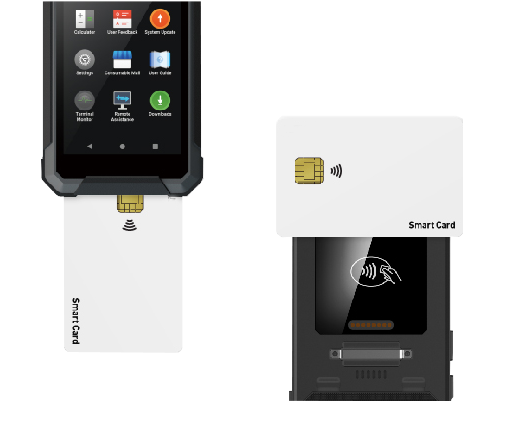 Calculator
User Feedback
System Update
Settings
Consumable Mall
User Guide
Terminal
Monitor
Remote
Assistance
Downloads
Smart Card
Smart Card